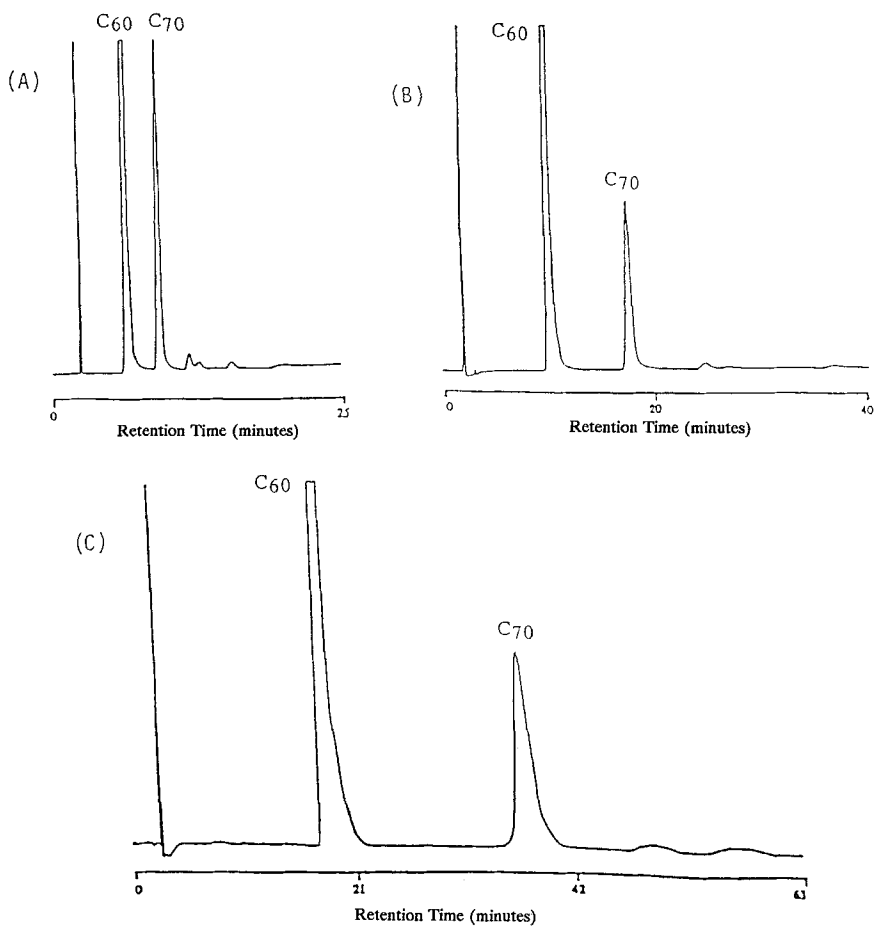 C60 C70
(A)
0 25
Retention Time (minutes)
C60
(B)
C70
0 20 40
Retention Time (minutes)
C60
(C)
C70
0 21 42 63
Retention Time (minutes)